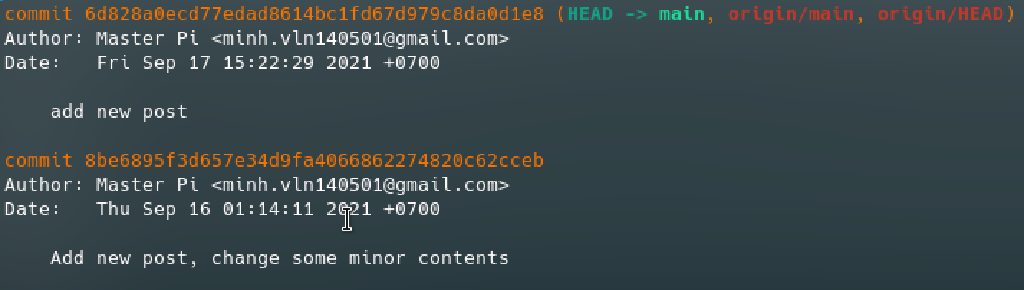 commit 6d828a0ecd77edad8614bc1fd67d979c8da0d1e8 (HEAD -> main, origin/main, origin/HEAD)
Author: Master Pi <minh.vln140501@gmail.com>
Date:   Fri Sep 17 15:22:29 2021 +0700
    add new post
commit 8be6895f3d657e34d9fa4066862274820c62cceb
Author: Master Pi <minh.vln140501@gmail.com>
Date:   Thu Sep 16 01:14:11 2021 +0700
    Add new post, change some minor contents